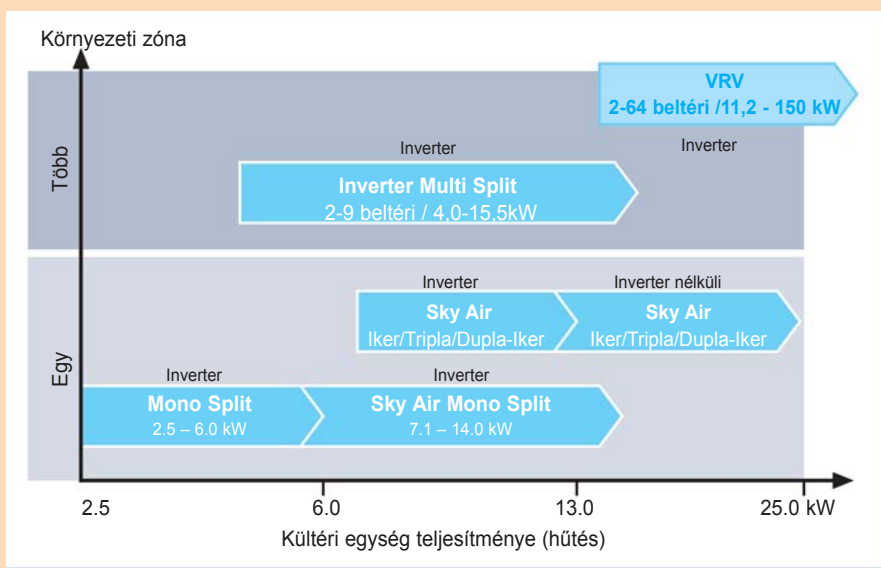 Környezeti zóna
VRV
2-64 beltéri /11,2 - 150 kW
Inverter
Inverter
Több
Inverter Multi Split
2-9 beltéri / 4,0-15,5kW
Inverter
Inverter nélküli
Sky Air
Iker/Tripla/Dupla-Iker
Sky Air
Iker/Tripla/Dupla-Iker
Egy
Inverter
Inverter
Mono Split
2.5 – 6.0 kW
Sky Air Mono Split
7.1 – 14.0 kW
2.5 6.0 13.0 25.0 kW
Kültéri egység teljesítménye (hűtés)